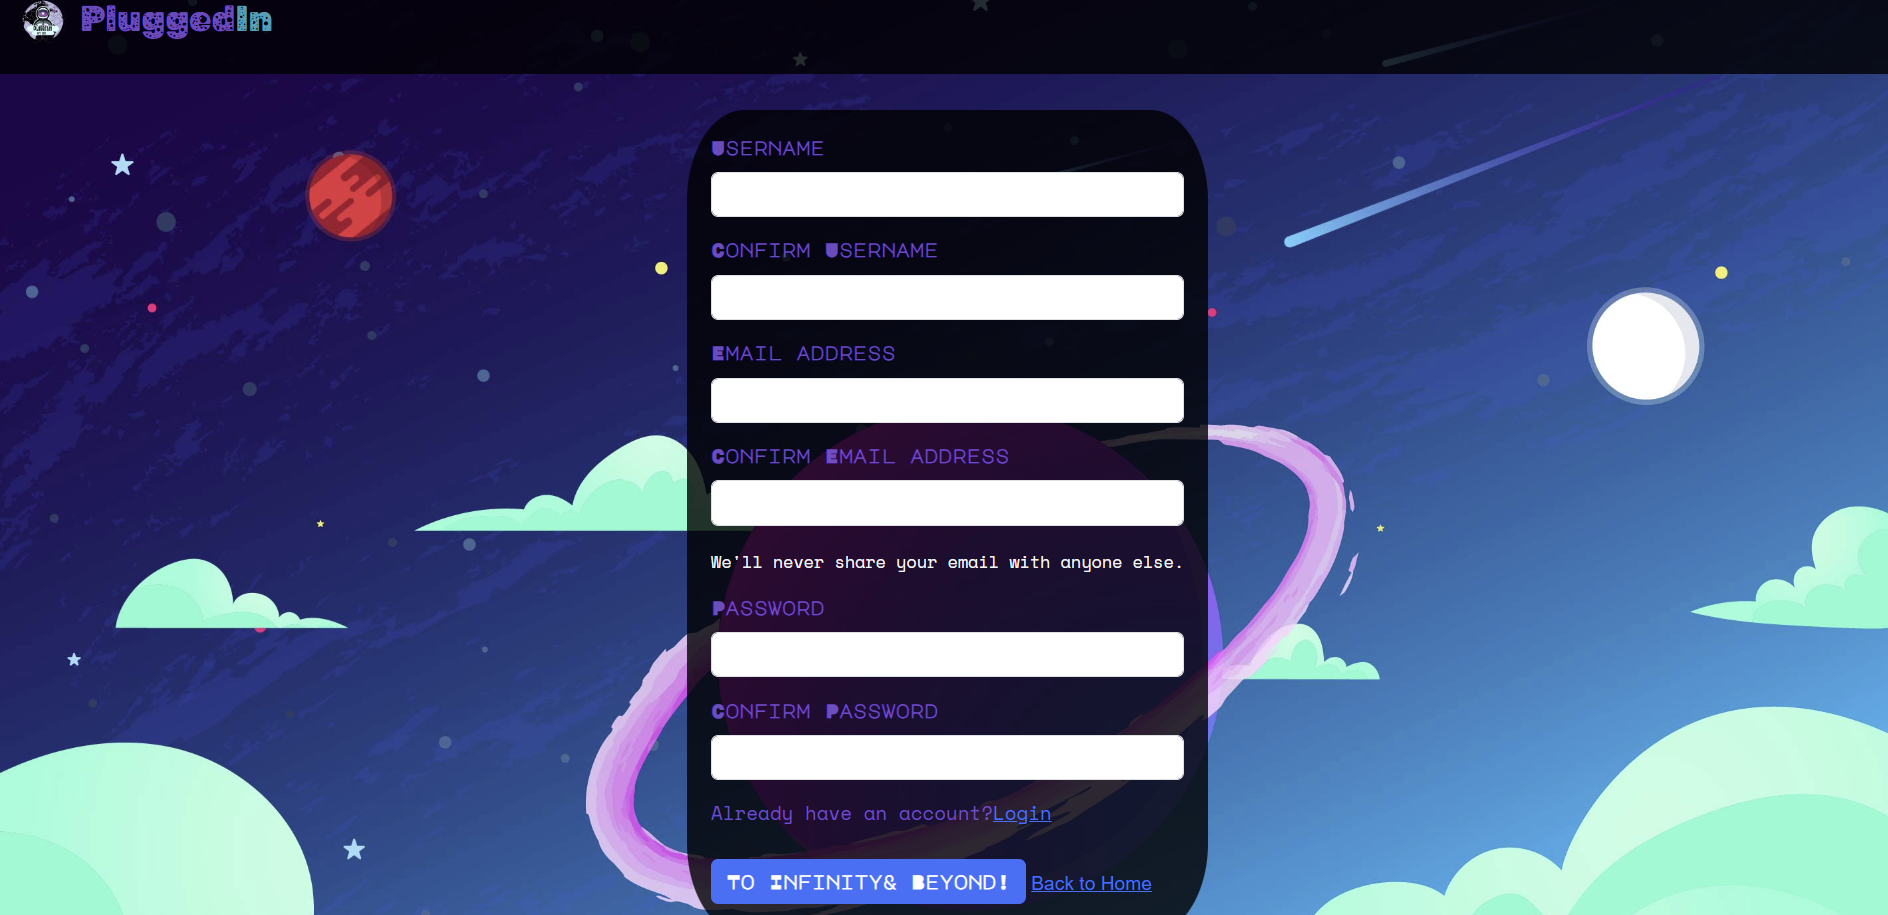 PluggedIn
Username
Confirm Username
Email address
Confirm Email address
We'll never share your email with anyone else.
Password
Confirm Password
Already have an account?Login
To Infinity& Beyond! Back to Home